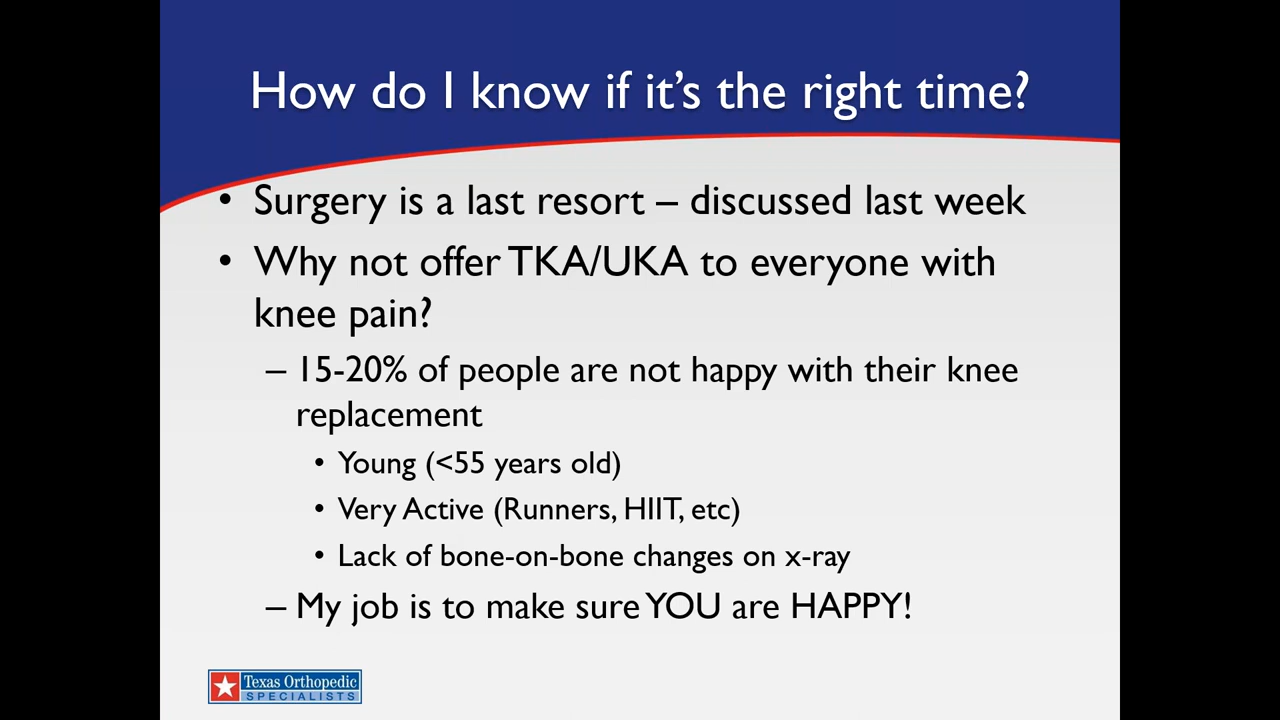 How do I know if it's the right time?
• Surgery is a last resort – discussed last week
• Why not offer TKA/UKA to everyone with
knee pain?
– 15-20% of people are not happy with their knee
replacement
• Young (<55 years old)
• Very Active (Runners, HIIT, etc)
• Lack of bone-on-bone changes on x-ray
– My job is to make sure YOU are HAPPY!
Texas Orthopedic
SPECIALISTS